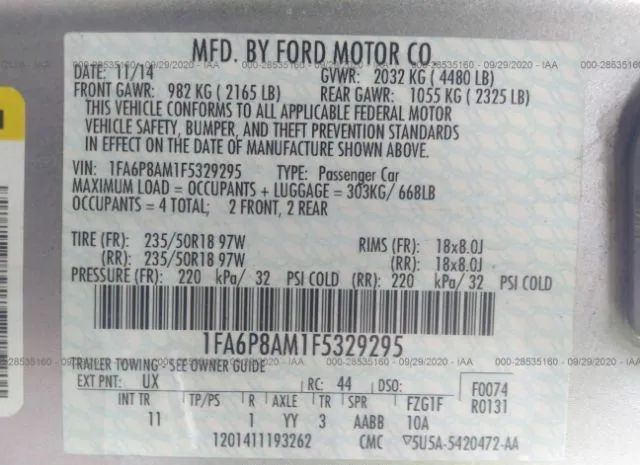 MFD. BY FORD MOTOR CO
000-28535160 - 09/29/2020 - IAA
DATE: 11/14 GVWR: 2032 KG ( 4480 LB)
FRONT GAWR: 982 KG ( 2165 LB) REAR GAWR: 1055 KG ( 2325 LB)
THIS VEHICLE CONFORMS TO ALL APPLICABLE FEDERAL MOTOR
VEHICLE SAFETY, BUMPER, AND THEFT PREVENTION STANDARDS
IN EFFECT ON THE DATE OF MANUFACTURE SHOWN ABOVE.
VIN: 1FA6P8AM1F5329295 TYPE: Passenger Car
MAXIMUM LOAD = OCCUPANTS + LUGGAGE = 303KG/ 668LB
OCCUPANTS = 4 TOTAL; 2 FRONT, 2 REAR
TIRE (FR): 235/50R18 97W RIMS (FR): 18x8.0J
(RR): 235/50R18 97W (RR): 18x8.0J
PRESSURE (FR): 220 kPa/ 32 PSI COLD (RR): 220 kPa/ 32 PSI COLD
1FA6P8AM1F5329295
000-28535160 - 09/29/2020 - IAA
TRAILER TOWING - SEE OWNER GUIDE
EXT PNT: UX RC: 44 DSO: F0074
INT TR TP/PS R AXLE TR SPR FZG1F R0131
11 1 YY 3 AABB 10A
1201411193262 CMC ▽5U5A-5420472-AA